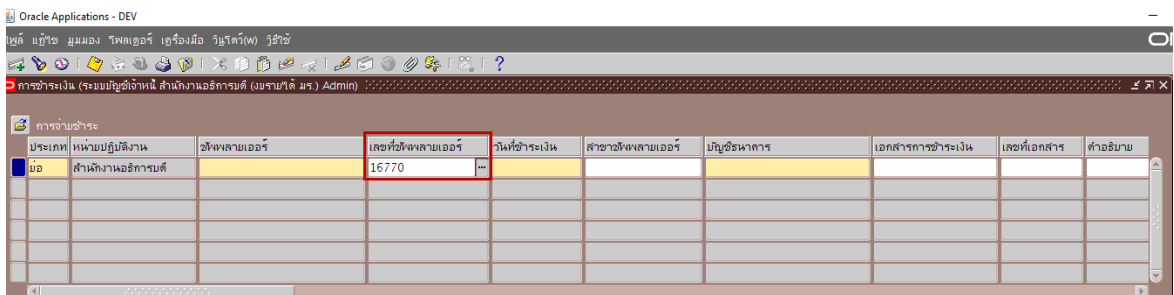 Oracle Applications - DEV
ไฟล์ แก้ไข มุมมอง โฟลเดอร์ เครื่องมือ วินโดว์(W) วิธีใช้
การชำระเงิน (ระบบบัญชีเจ้าหนี้ สำนักงานอธิการบดี (งบรายได้ มร.) Admin)
การจ่ายชำระ
ประเภท หน่วยปฏิบัติงาน ซัพพลายเออร์ เลขที่ซัพพลายเออร์ วันที่ชำระเงิน สาขาซัพพลายเออร์ บัญชีธนาคาร เอกสารการชำระเงิน เลขที่เอกสาร คำอธิบาย
ย่อ สำนักงานอธิการบดี 16770